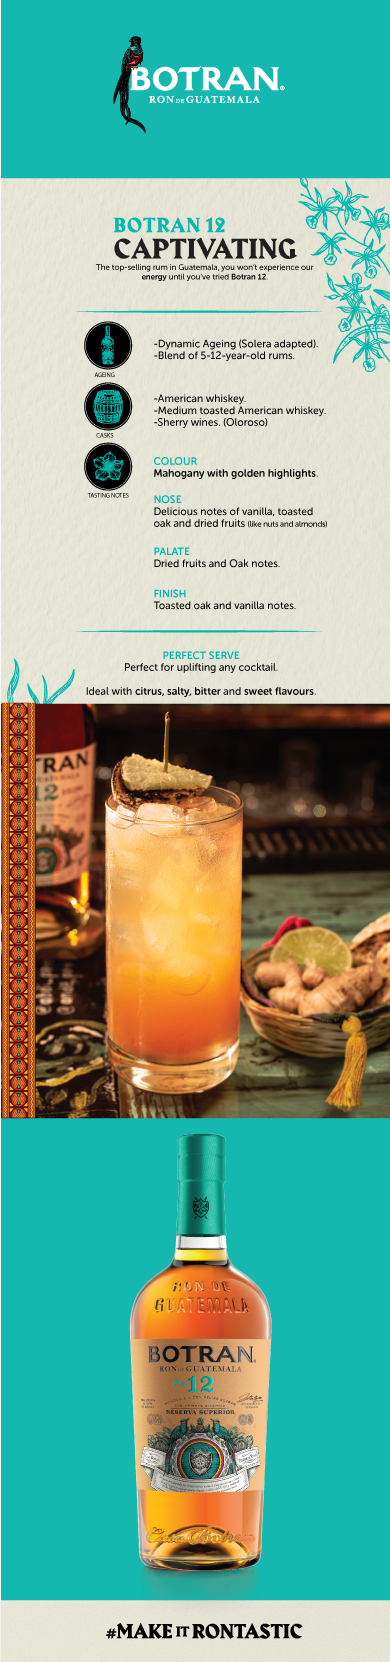 BOTRAN®
RON DE GUATEMALA
BOTRAN 12
CAPTIVATING
The top-selling rum in Guatemala, you won't experience our
energy until you've tried Botran 12.
AGEING
-Dynamic Ageing (Solera adapted).
-Blend of 5-12-year-old rums.
CASKS
-American whiskey.
-Medium toasted American whiskey.
-Sherry wines. (Oloroso)
TASTING NOTES
COLOUR
Mahogany with golden highlights.
NOSE
Delicious notes of vanilla, toasted
oak and dried fruits (like nuts and almonds)
PALATE
Dried fruits and Oak notes.
FINISH
Toasted oak and vanilla notes.
PERFECT SERVE
Perfect for uplifting any cocktail.
Ideal with citrus, salty, bitter and sweet flavours.
TRAN
12
RON DE
GUATEMALA
BOTRAN®
RON DE GUATEMALA
12
RESERVA SUPERIOR
Casa Botran
#MAKE IT RONTASTIC